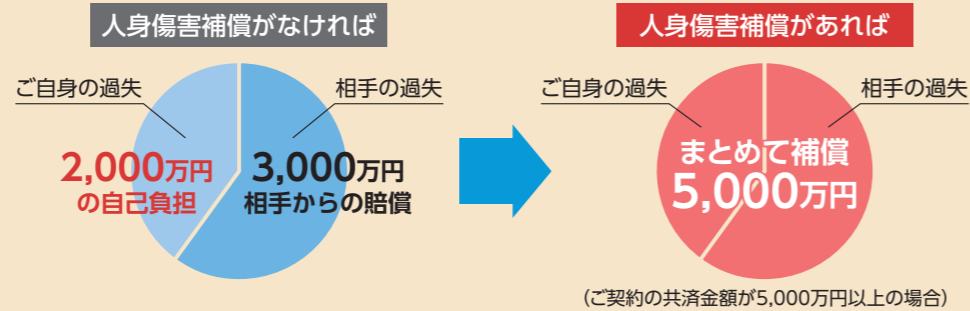 人身傷害補償がなければ
ご自身の過失
相手の過失
2,000万円
の自己負担
3,000万円
相手からの賠償
人身傷害補償があれば
ご自身の過失
相手の過失
まとめて補償
5,000万円
(ご契約の共済金額が5,000万円以上の場合)